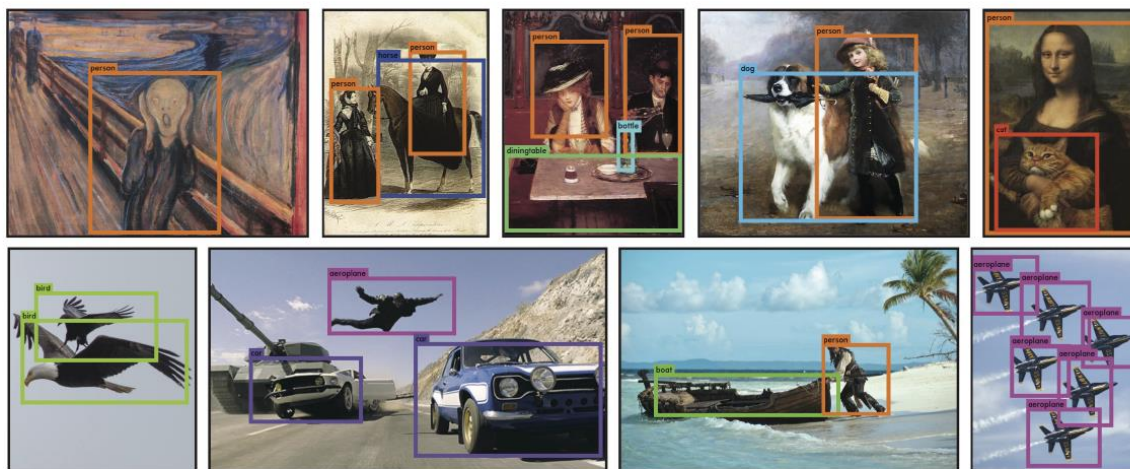 person
person
horse
person
person
person
bottle
diningtable
person
dog
person
cat
bird
bird
aeroplane
car
car
person
boat
aeroplane
aeroplane
aeroplane
aeroplane
aeroplane
aeroplane